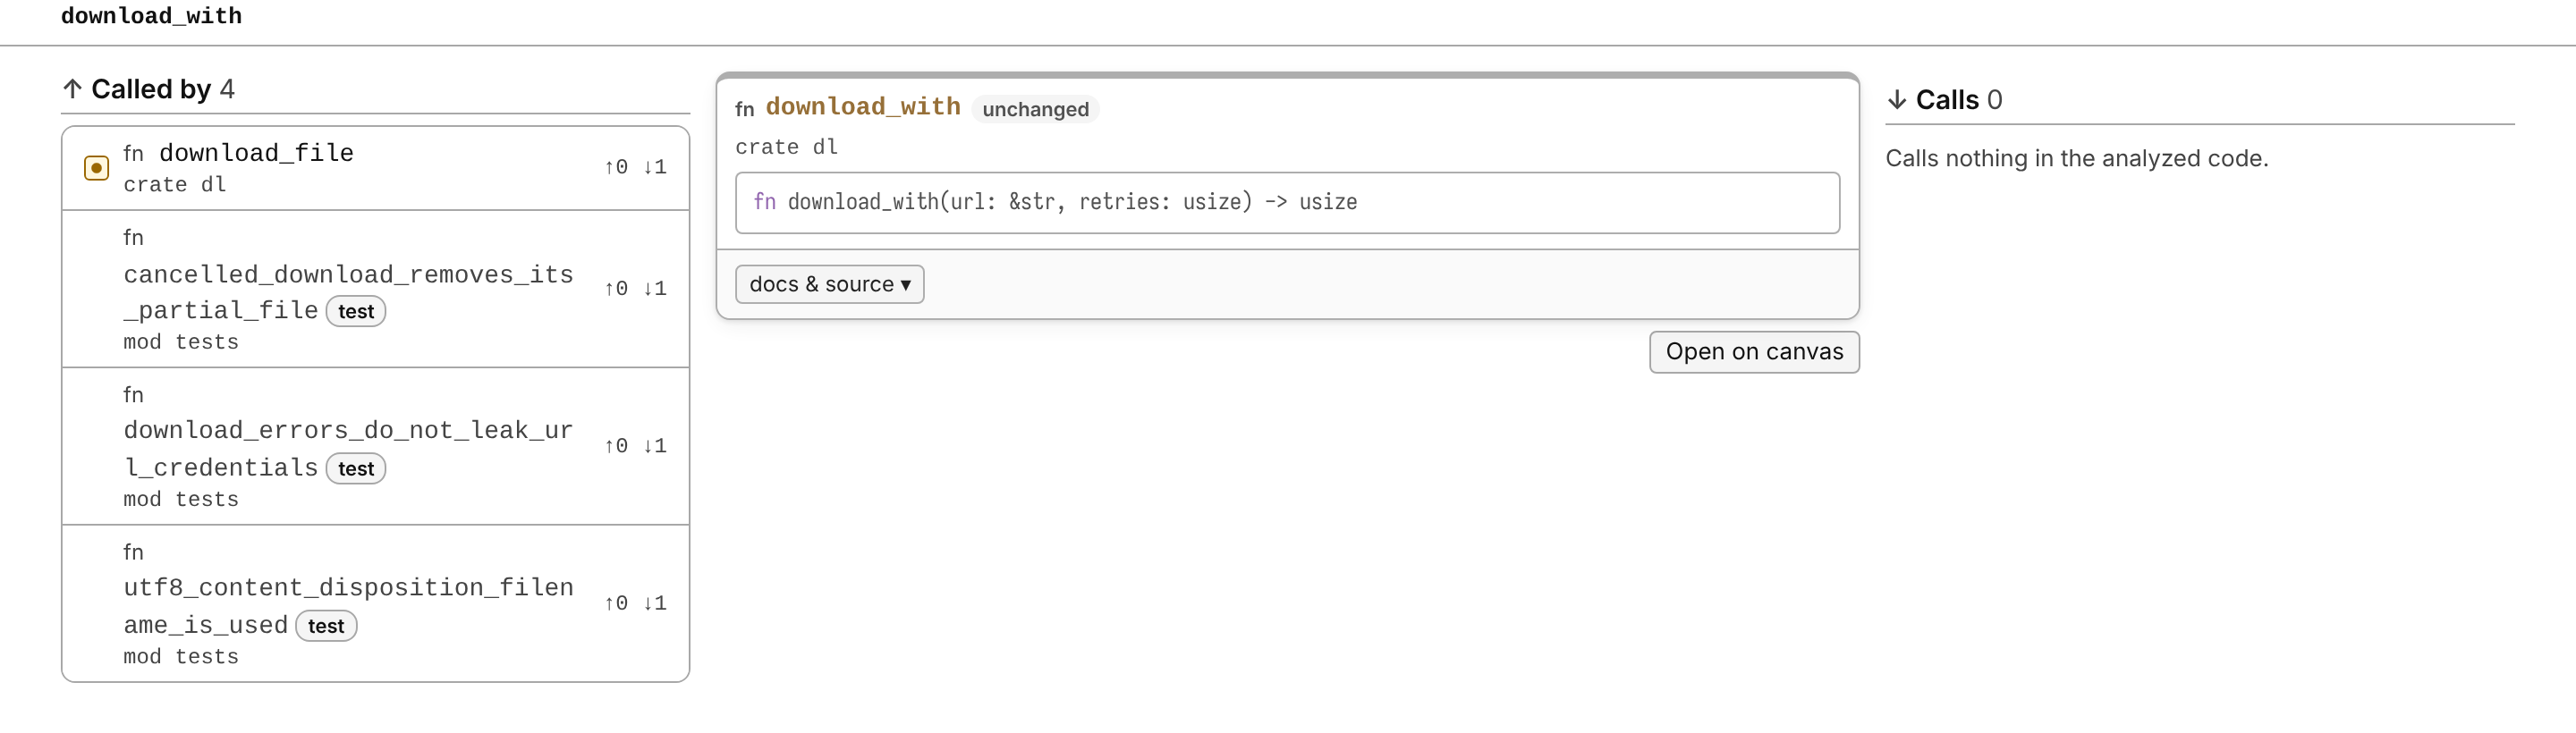 download_with
↑ Called by 4
fn download_file
crate dl
↑0 ↓1
fn
cancelled_download_removes_its
_partial_file test
mod tests
↑0 ↓1
fn
download_errors_do_not_leak_ur
l_credentials test
mod tests
↑0 ↓1
fn
utf8_content_disposition_filen
ame_is_used test
mod tests
↑0 ↓1
fn download_with unchanged
crate dl
fn download_with(url: &str, retries: usize) -> usize
docs & source ▾
Open on canvas
↓ Calls 0
Calls nothing in the analyzed code.